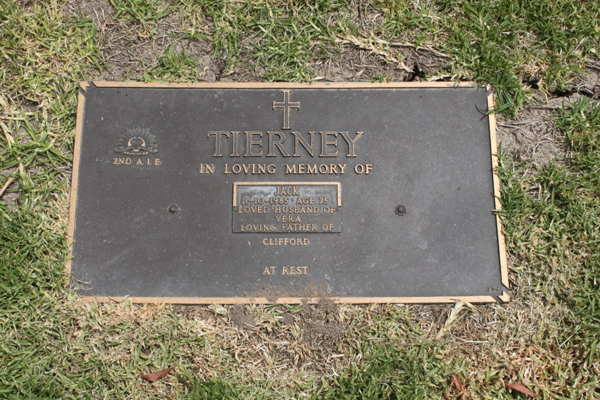 TIERNEY
2ND A.I.F.
IN LOVING MEMORY OF
JACK
LOVED HUSBAND OF
VERA
LOVING FATHER OF
CLIFFORD
AT REST